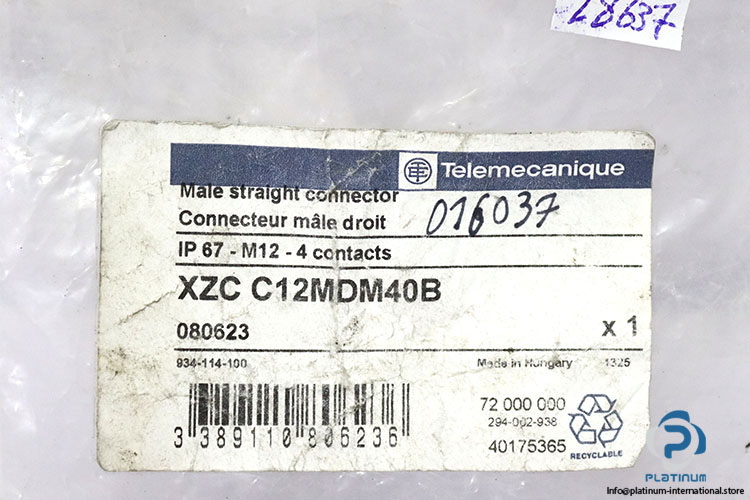 28637
Telemecanique
Male straight connector
Connecteur mâle droit
016037
IP 67 - M12 - 4 contacts
XZC C12MDM40B
080623
x 1
934-114-100
Made in Hungary 1325
3 389110 806236
72 000 000
294-002-938
40175365
RECYCLABLE
PLATINUM
Info@platinum-international.store